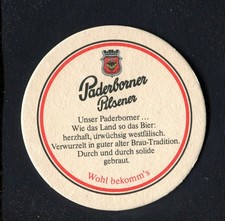 Paderborner
Pilsener
Unser Paderborner ...
Wie das Land so das Bier:
herzhaft, urwüchsig westfälisch.
Verwurzelt in guter alter Brau-Tradition.
Durch und durch solide
gebraut.
Wohl bekomm's